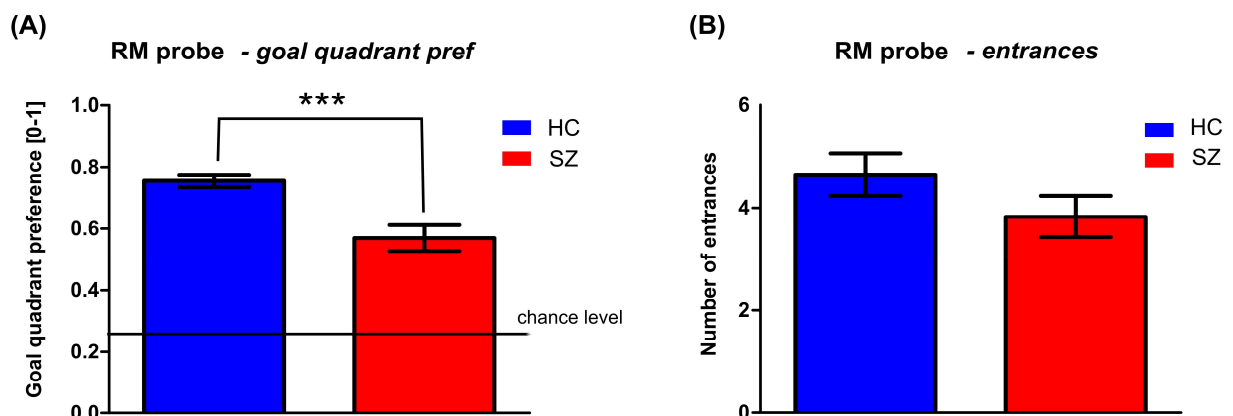 (A)
RM probe - goal quadrant pref
Goal quadrant preference [0-1]
1.0
0.8
0.6
0.4
0.2
0.0
***
HC
SZ
chance level
(B)
RM probe - entrances
Number of entrances
6
4
2
0
HC
SZ